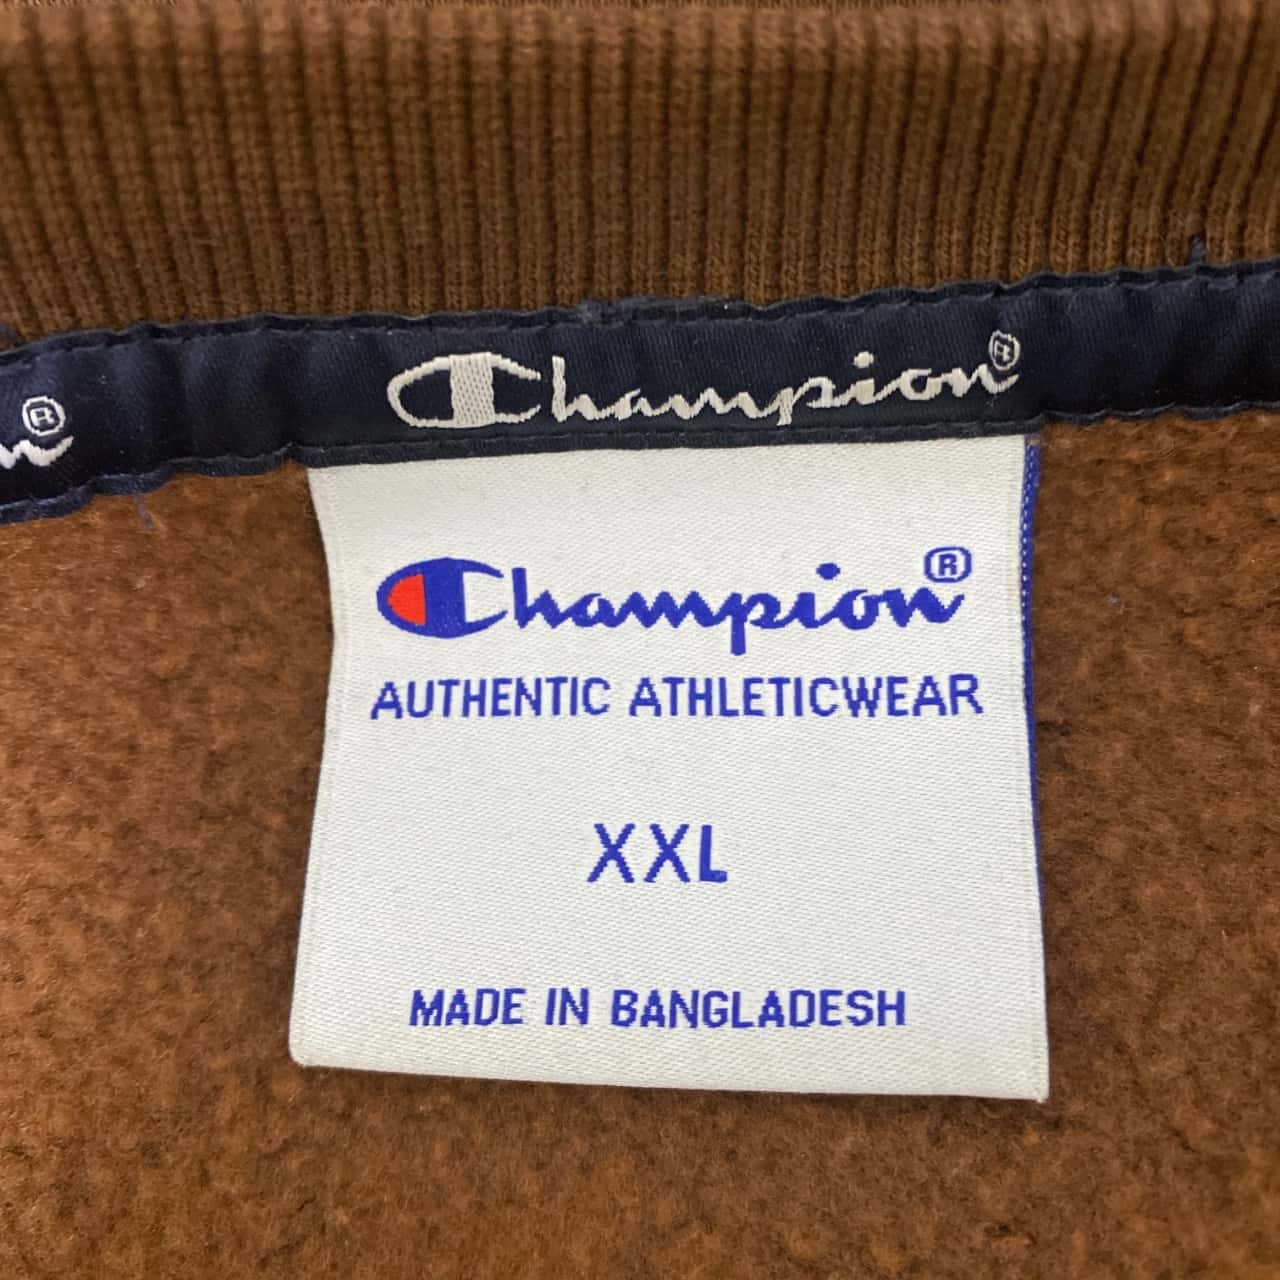 n®
Champion®
Champion®
AUTHENTIC ATHLETICWEAR
XXL
MADE IN BANGLADESH